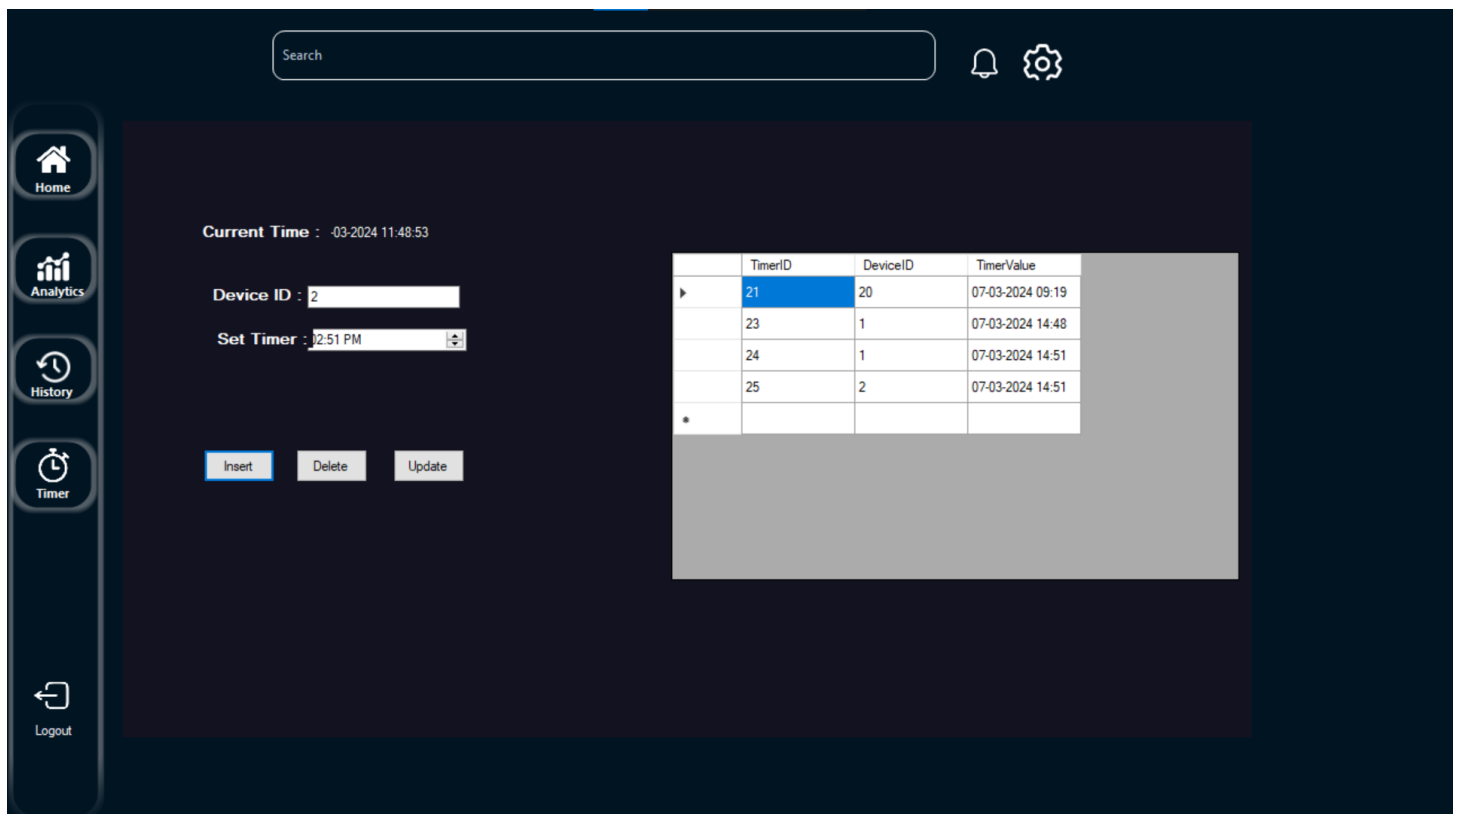 Search
Home
Analytics
History
Timer
Logout
Current Time : -03-2024 11:48:53
Device ID : 2
Set Timer : 02:51 PM
Insert Delete Update
TimerID DeviceID TimerValue
21 20 07-03-2024 09:19
23 1 07-03-2024 14:48
24 1 07-03-2024 14:51
25 2 07-03-2024 14:51